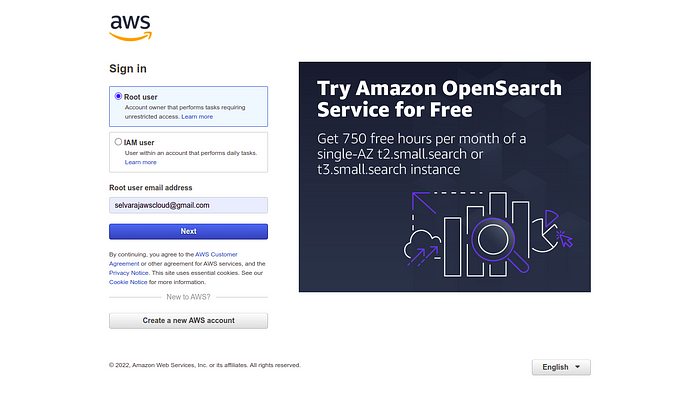 aws
Sign in
Root user
Account owner that performs tasks requiring
unrestricted access. Learn more
IAM user
User within an account that performs daily tasks.
Learn more
Root user email address
selvarajawscloud@gmail.com
Next
By continuing, you agree to the AWS Customer
Agreement or other agreement for AWS services, and the
Privacy Notice. This site uses essential cookies. See our
Cookie Notice for more information.
New to AWS?
Create a new AWS account
Try Amazon OpenSearch
Service for Free
Get 750 free hours per month of a
single-AZ t2.small.search or
t3.small.search instance
© 2022, Amazon Web Services, Inc. or its affiliates. All rights reserved.
English